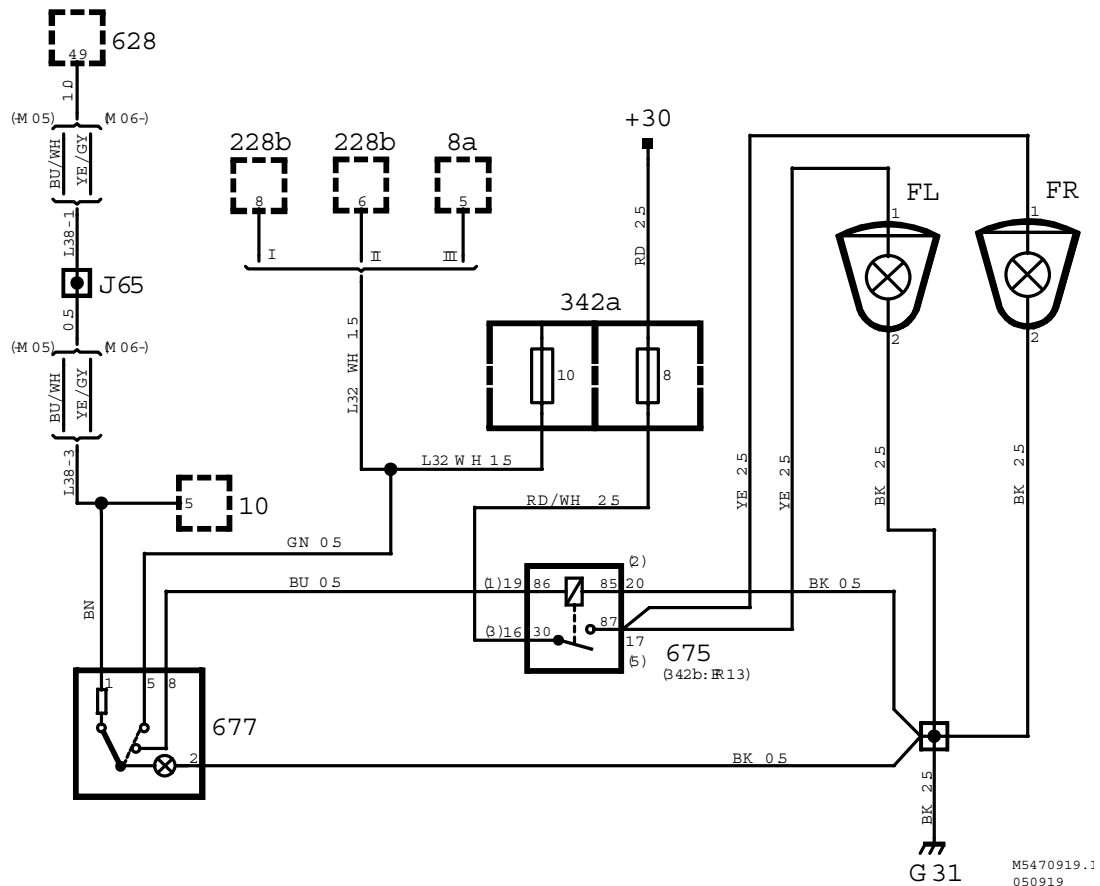 628
49
1.0
(-M05) (M06-)
BU/WH
YE/GY
L38-1
J65
0.5
(-M05) (M06-)
BU/WH
YE/GY
L38-3
5
10
BN
228b 228b 8a
8 6 5
I II III
L32 WH 1.5
+30
RD 2.5
342a
10 8
L32 WH 1.5
RD/WH 2.5
GN 0.5
BU 0.5
(1)19 86 85 20
(2)
(3)16 30 87
17
(5)
675
(342b:FR13)
BK 0.5
YE 2.5
YE 2.5
FL
1
2
FR
1
2
BK 2.5
BK 2.5
1 5 8
677
2
BK 0.5
BK 2.5
G31
M5470919.1
050919